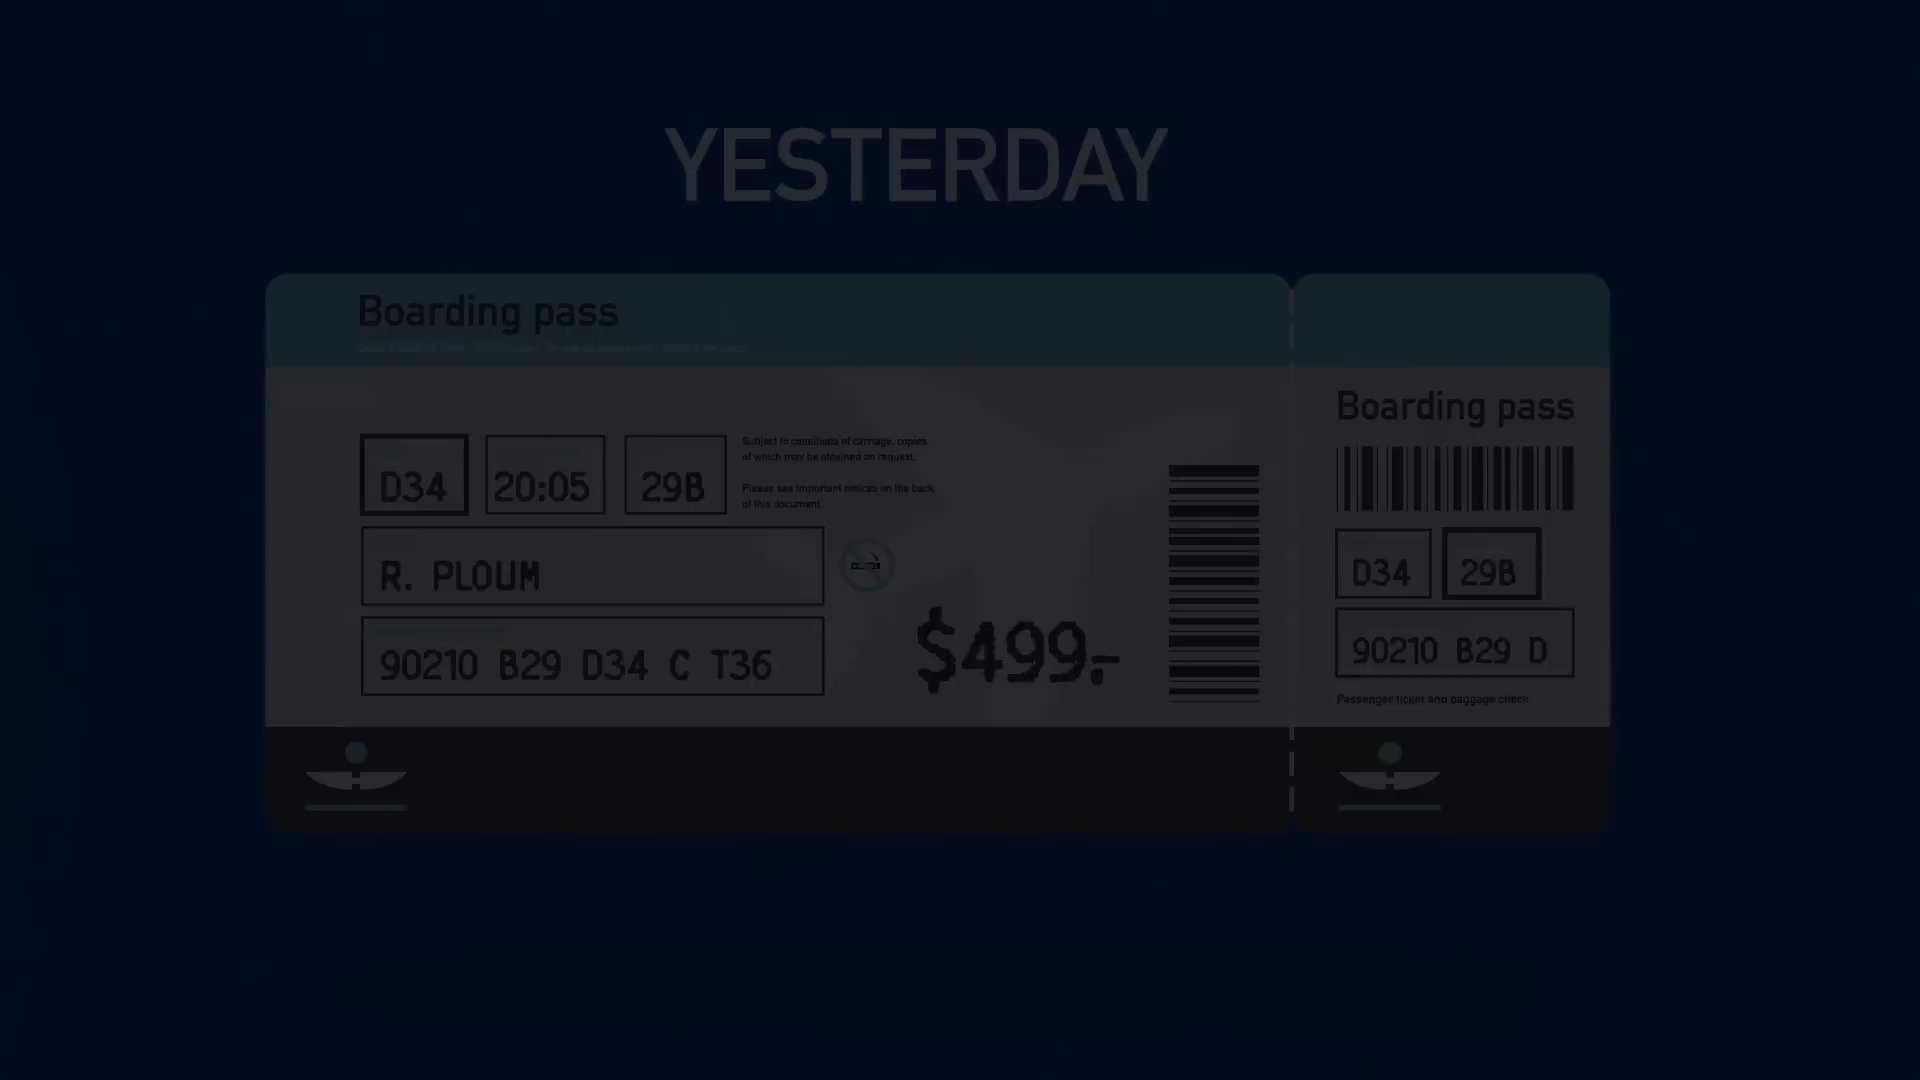 YESTERDAY
Boarding pass
D34
20:05
29B
Subject to conditions of carriage, copies
of which may be obtained on request.
Please see important notices on the back
of this document.
R. PLOUM
90210 B29 D34 C T36
$499.-
Boarding pass
D34
29B
90210 B29 D
Passenger ticket and baggage check